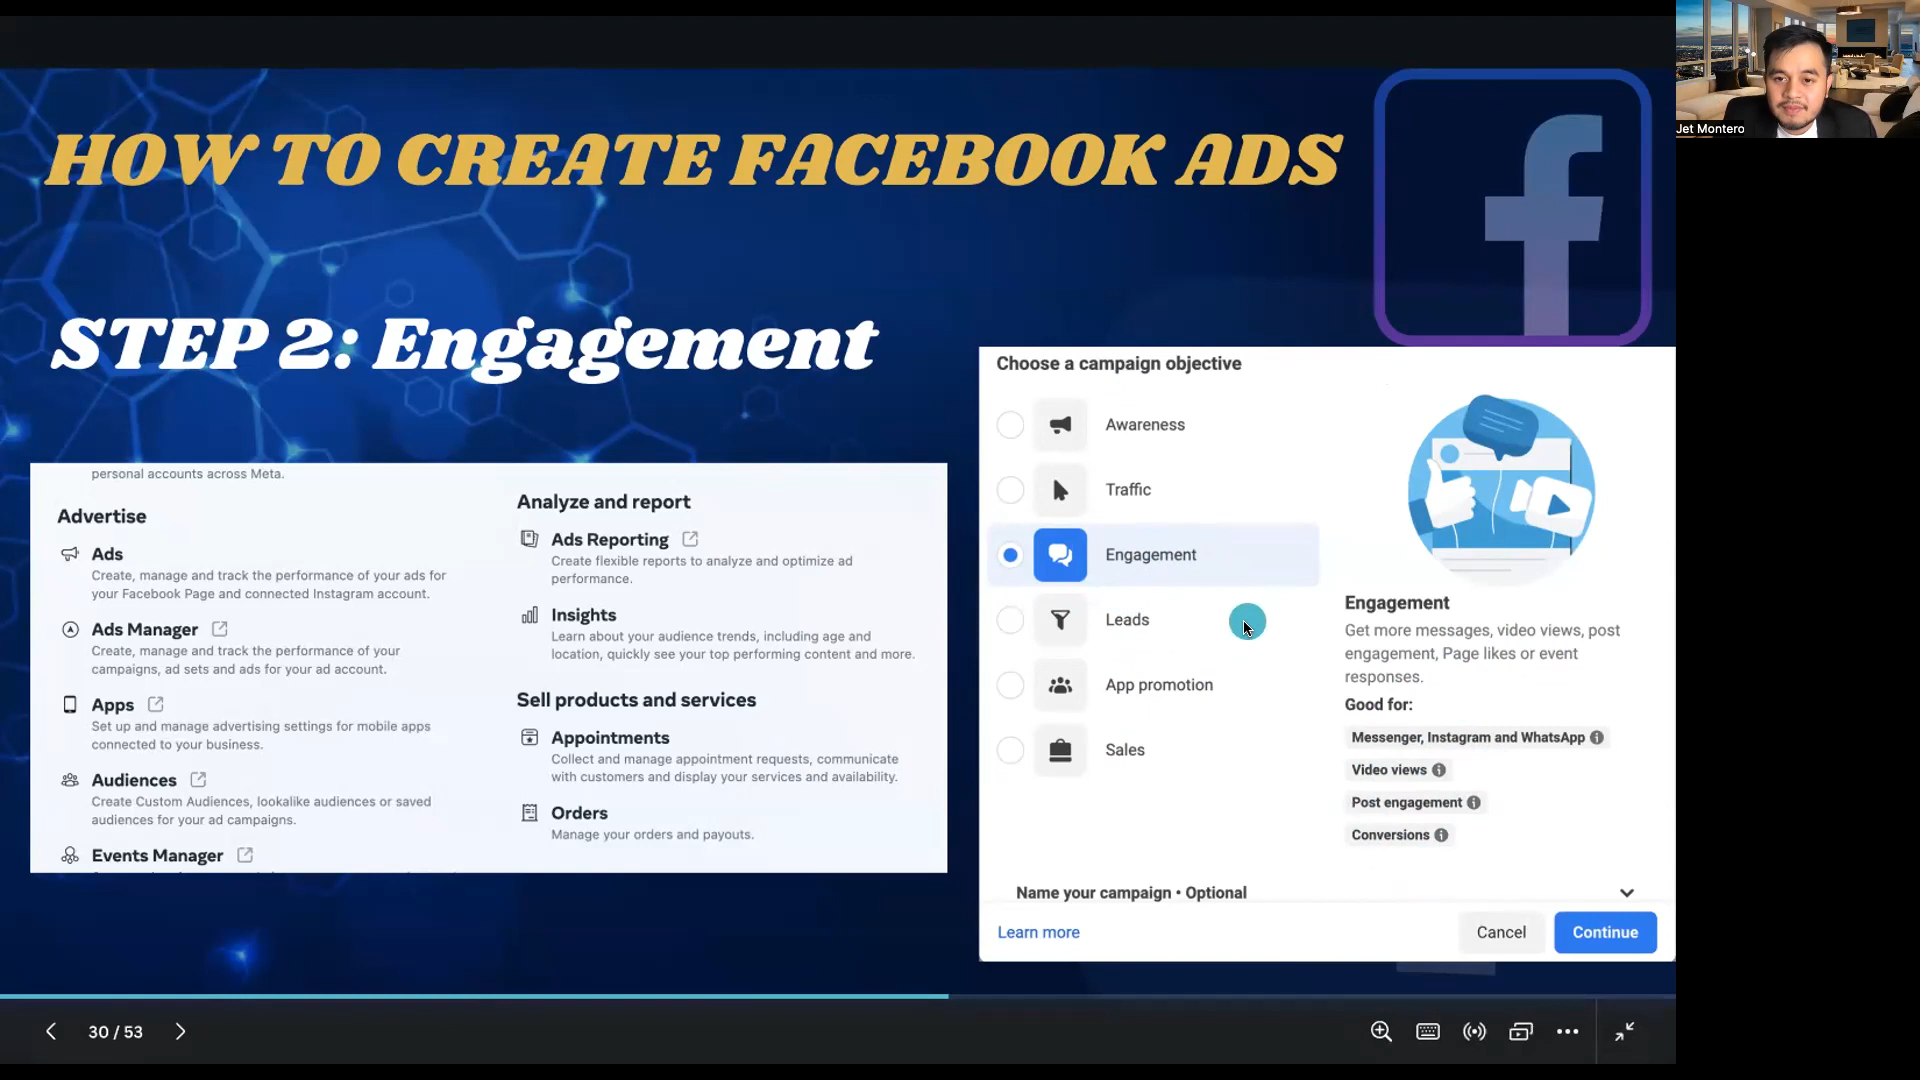 HOW TO CREATE FACEBOOK ADS
STEP 2: Engagement
personal accounts across Meta.
Advertise
Ads
Create, manage and track the performance of your ads for
your Facebook Page and connected Instagram account.
Ads Manager
Create, manage and track the performance of your
campaigns, ad sets and ads for your ad account.
Apps
Set up and manage advertising settings for mobile apps
connected to your business.
Audiences
Create Custom Audiences, lookalike audiences or saved
audiences for your ad campaigns.
Events Manager
Analyze and report
Ads Reporting
Create flexible reports to analyze and optimize ad
performance.
Insights
Learn about your audience trends, including age and
location, quickly see your top performing content and more.
Sell products and services
Appointments
Collect and manage appointment requests, communicate
with customers and display your services and availability.
Orders
Manage your orders and payouts.
Choose a campaign objective
Awareness
Traffic
Engagement
Leads
App promotion
Sales
Engagement
Get more messages, video views, post
engagement, Page likes or event
responses.
Good for:
Messenger, Instagram and WhatsApp
Video views
Post engagement
Conversions
Name your campaign • Optional
Learn more
Cancel
Continue
30 / 53
Jet Montero